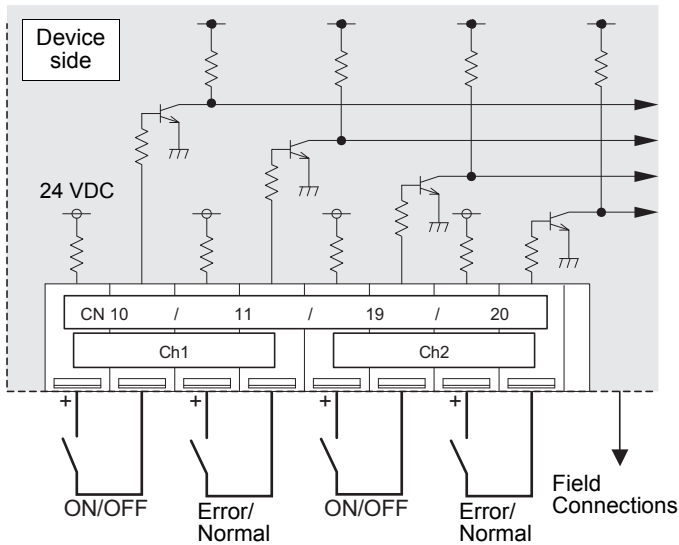 Device
side
24 VDC
CN 10 / 11 / 19 / 20
Ch1 Ch2
+ + + +
ON/OFF
Error/
Normal
ON/OFF
Error/
Normal
Field
Connections